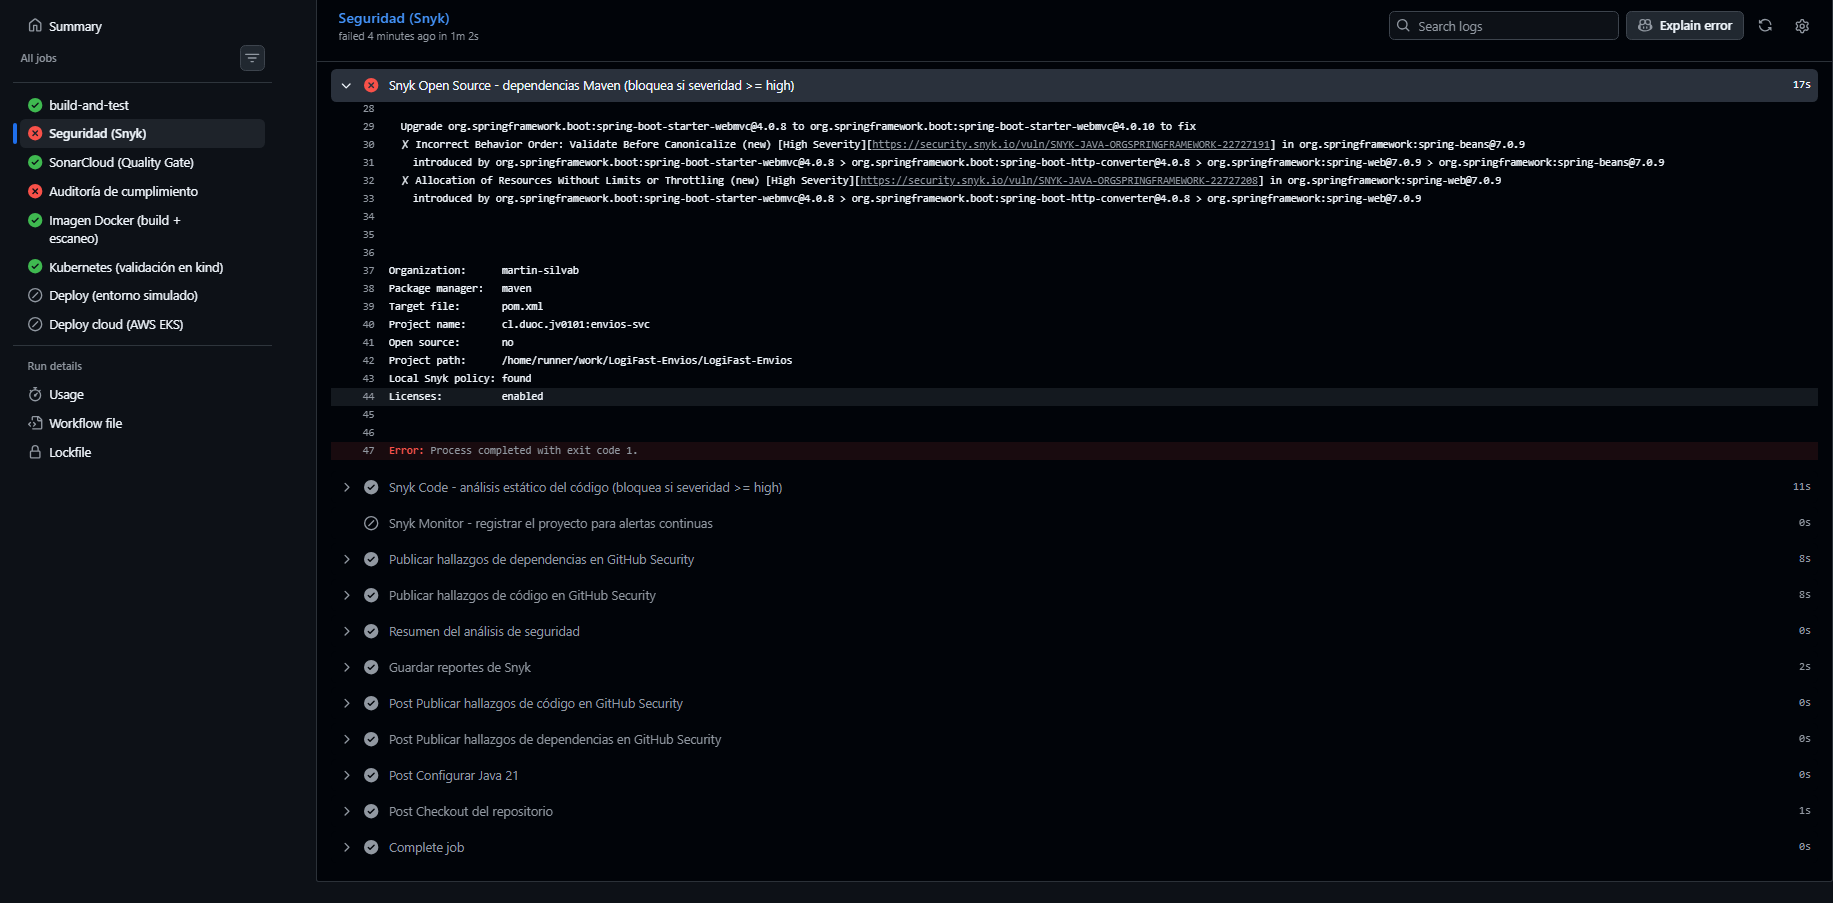 Summary
All jobs
build-and-test
Seguridad (Snyk)
SonarCloud (Quality Gate)
Auditoría de cumplimiento
Imagen Docker (build +
escaneo)
Kubernetes (validación en kind)
Deploy (entorno simulado)
Deploy cloud (AWS EKS)
Run details
Usage
Workflow file
Lockfile
Seguridad (Snyk)
failed 4 minutes ago in 1m 2s
Search logs
Explain error
Snyk Open Source - dependencias Maven (bloquea si severidad >= high) 17s
28
29 Upgrade org.springframework.boot:spring-boot-starter-webmvc@4.0.8 to org.springframework.boot:spring-boot-starter-webmvc@4.0.10 to fix
30 ✗ Incorrect Behavior Order: Validate Before Canonicalize (new) [High Severity][https://security.snyk.io/vuln/SNYK-JAVA-ORGSPRINGFRAMEWORK-22727191] in org.springframework:spring-beans@7.0.9
31 introduced by org.springframework.boot:spring-boot-starter-webmvc@4.0.8 > org.springframework.boot:spring-boot-http-converter@4.0.8 > org.springframework:spring-web@7.0.9 > org.springframework:spring-beans@7.0.9
32 ✗ Allocation of Resources Without Limits or Throttling (new) [High Severity][https://security.snyk.io/vuln/SNYK-JAVA-ORGSPRINGFRAMEWORK-22727208] in org.springframework:spring-web@7.0.9
33 introduced by org.springframework.boot:spring-boot-starter-webmvc@4.0.8 > org.springframework.boot:spring-boot-http-converter@4.0.8 > org.springframework:spring-web@7.0.9
34
35
36
37 Organization: martin-silvab
38 Package manager: maven
39 Target file: pom.xml
40 Project name: cl.duoc.jv0101:envios-svc
41 Open source: no
42 Project path: /home/runner/work/LogiFast-Envios/LogiFast-Envios
43 Local Snyk policy: found
44 Licenses: enabled
45
46
47 Error: Process completed with exit code 1.
Snyk Code - análisis estático del código (bloquea si severidad >= high) 11s
Snyk Monitor - registrar el proyecto para alertas continuas 0s
Publicar hallazgos de dependencias en GitHub Security 8s
Publicar hallazgos de código en GitHub Security 8s
Resumen del análisis de seguridad 0s
Guardar reportes de Snyk 2s
Post Publicar hallazgos de código en GitHub Security 0s
Post Publicar hallazgos de dependencias en GitHub Security 0s
Post Configurar Java 21 0s
Post Checkout del repositorio 1s
Complete job 0s